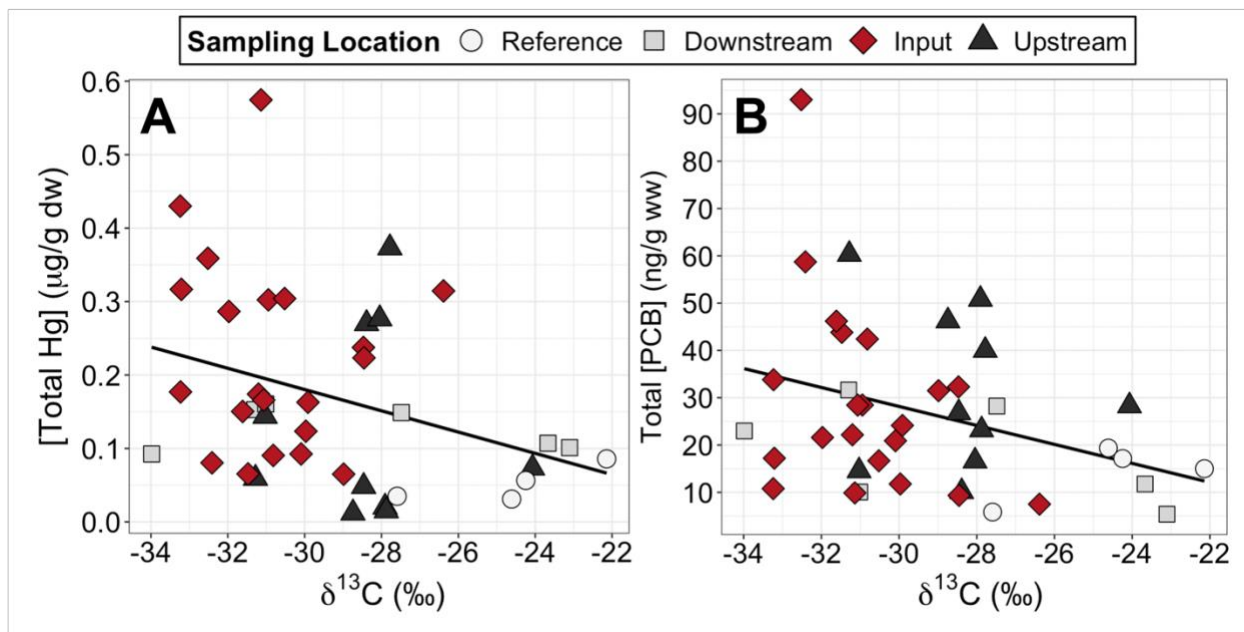 Sampling Location Reference Downstream Input Upstream
A
[Total Hg] (μg/g dw)
0.6
0.5
0.4
0.3
0.2
0.1
0.0
-34 -32 -30 -28 -26 -24 -22
δ13C (‰)
B
Total [PCB] (ng/g ww)
90
80
70
60
50
40
30
20
10
-34 -32 -30 -28 -26 -24 -22
δ13C (‰)